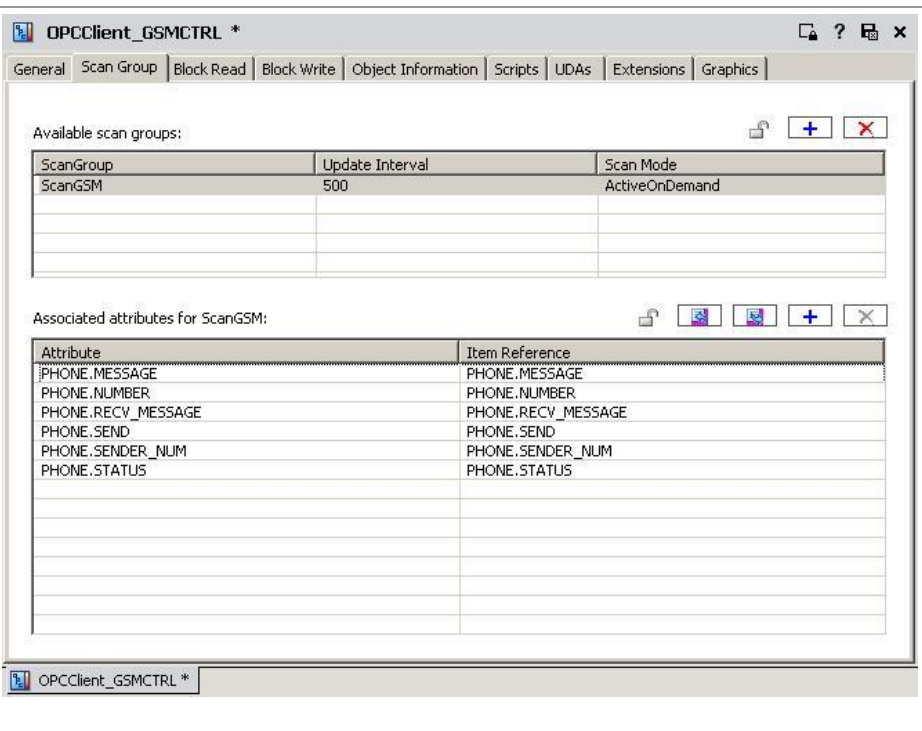 OPCClient_GSMCTRL *
?
General Scan Group Block Read Block Write Object Information Scripts UDAs Extensions Graphics
Available scan groups:
ScanGroup Update Interval Scan Mode
ScanGSM 500 ActiveOnDemand
Associated attributes for ScanGSM:
Attribute Item Reference
PHONE.MESSAGE PHONE.MESSAGE
PHONE.NUMBER PHONE.NUMBER
PHONE.RECV_MESSAGE PHONE.RECV_MESSAGE
PHONE.SEND PHONE.SEND
PHONE.SENDER_NUM PHONE.SENDER_NUM
PHONE.STATUS PHONE.STATUS
OPCClient_GSMCTRL *